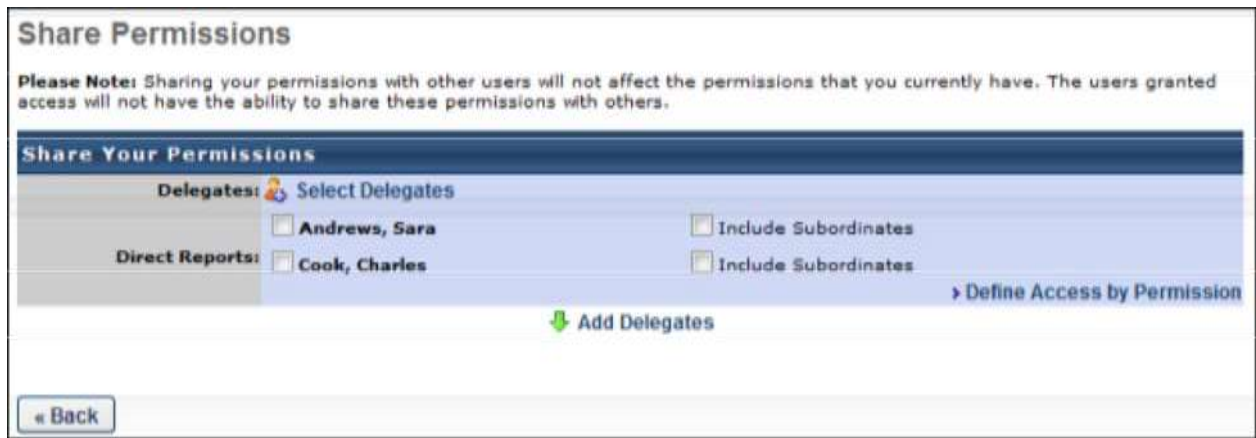 Share Permissions
Please Note: Sharing your permissions with other users will not affect the permissions that you currently have. The users granted
access will not have the ability to share these permissions with others.
Share Your Permissions
Delegates: Select Delegates
Andrews, Sara Include Subordinates
Direct Reports: Cook, Charles Include Subordinates
Define Access by Permission
Add Delegates
« Back